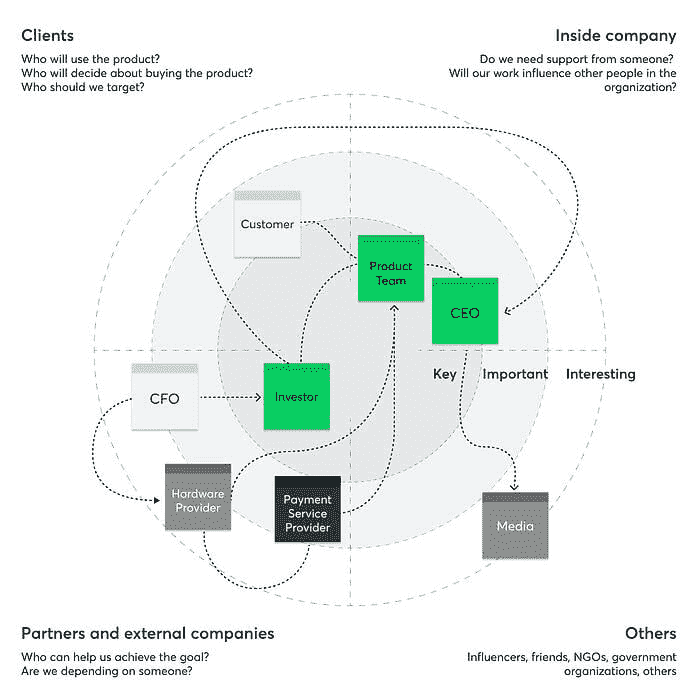 Clients
Who will use the product?
Who will decide about buying the product?
Who should we target?
Inside company
Do we need support from someone?
Will our work influence other people in the
organization?
Customer
Product
Team
CEO
Key
Important
Interesting
CFO
Investor
Hardware
Provider
Payment
Service
Provider
Media
Partners and external companies
Who can help us achieve the goal?
Are we depending on someone?
Others
Influencers, friends, NGOs, government
organizations, others